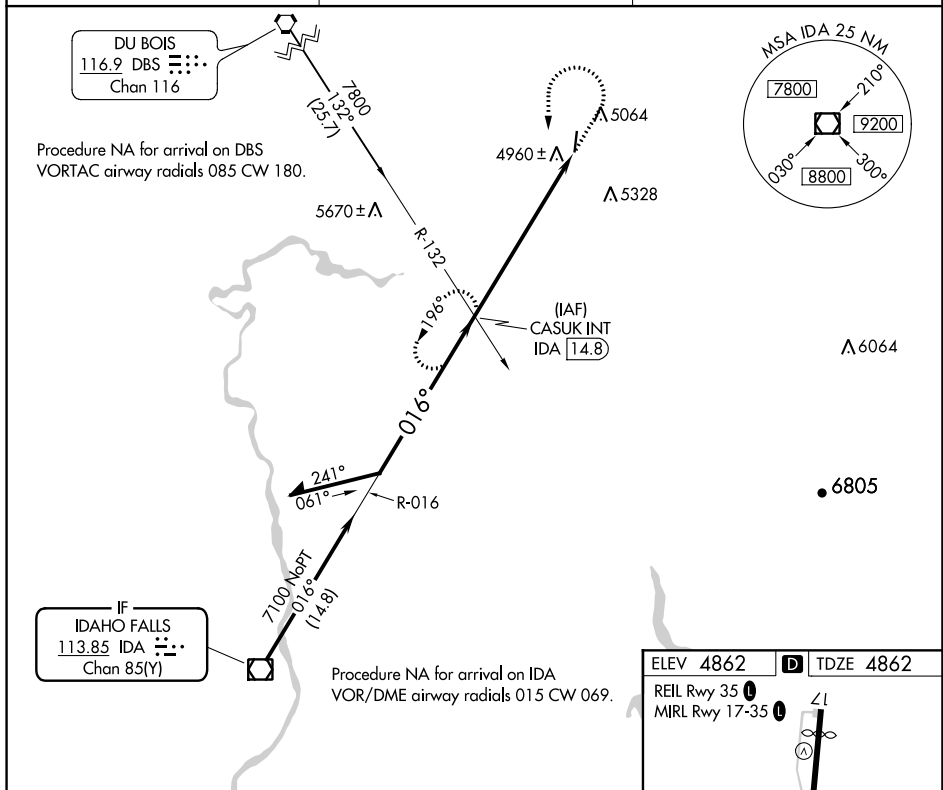 DU BOIS
116.9 DBS
Chan 116
7800
132°
(25.7)
MSA IDA 25 NM
7800
210°
9200
030°
8800
300°
5064
4960 ±
5328
Procedure NA for arrival on DBS
VORTAC airway radials 085 CW 180.
5670 ±
R-132
196°
(IAF)
CASUK INT
IDA 14.8
6064
016°
241°
061°
R-016
6805
7100 NoPT
016°
(14.8)
IF
IDAHO FALLS
113.85 IDA
Chan 85(Y)
Procedure NA for arrival on IDA
VOR/DME airway radials 015 CW 069.
ELEV 4862 D TDZE 4862
REIL Rwy 35 L
MIRL Rwy 17-35 L
17